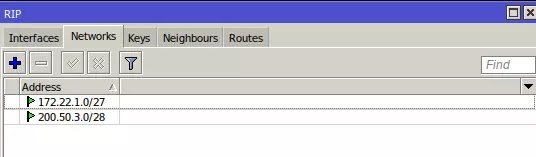 RIP
Interfaces Networks Keys Neighbours Routes
Find
Address
172.22.1.0/27
200.50.3.0/28